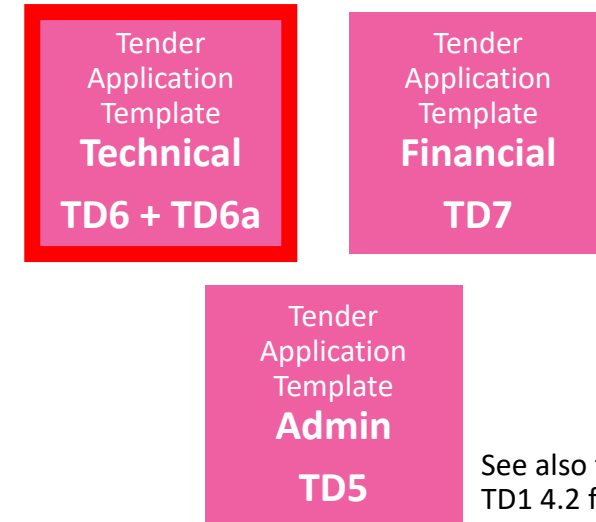 Tender
Application
Template
Technical
TD6 + TD6a
Tender
Application
Template
Financial
TD7
Tender
Application
Template
Admin
TD5
See also
TD1 4.2